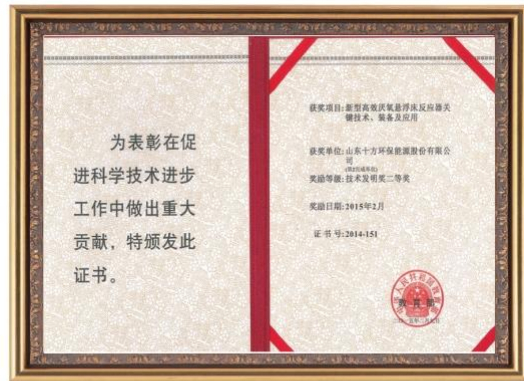 为表彰在促
进科学技术进步
工作中做出重大
贡献，特颁发此
证书。
获奖项目：新型高效厌氧悬浮床反应器关
键技术、装备及应用
获奖单位：山东十方环保能源股份有限公
司
奖励等级：技术发明奖二等奖
奖励日期：2015年2月
证书号：2014-151
教育部